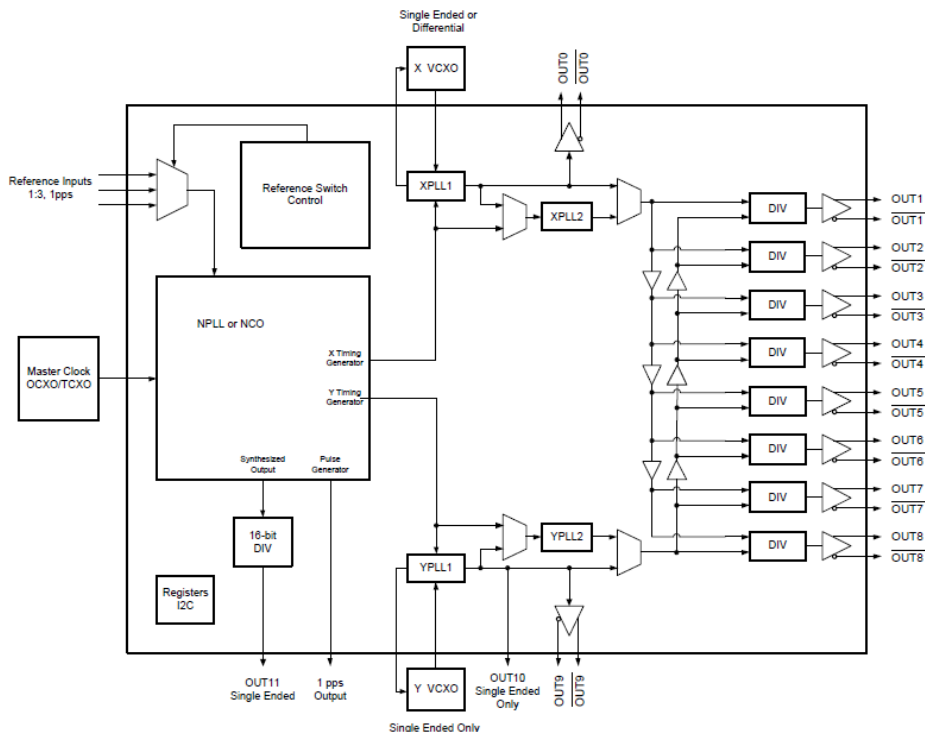 Single Ended or
Differential
X VCXO
OUT0
OUT0
Reference Inputs
1:3, 1pps
Reference Switch
Control
XPLL1
XPLL2
NPLL or NCO
X Timing
Generator
Y Timing
Generator
Synthesized
Output
Pulse
Generator
Master Clock
OCXO/TCXO
16-bit
DIV
Registers
I2C
YPLL2
YPLL1
DIV
OUT1
OUT1
DIV
OUT2
OUT2
DIV
OUT3
OUT3
DIV
OUT4
OUT4
DIV
OUT5
OUT5
DIV
OUT6
OUT6
DIV
OUT7
OUT7
DIV
OUT8
OUT8
OUT11
Single Ended
1 pps
Output
Y VCXO
Single Ended Only
OUT10
Single Ended
Only
OUT9
OUT9